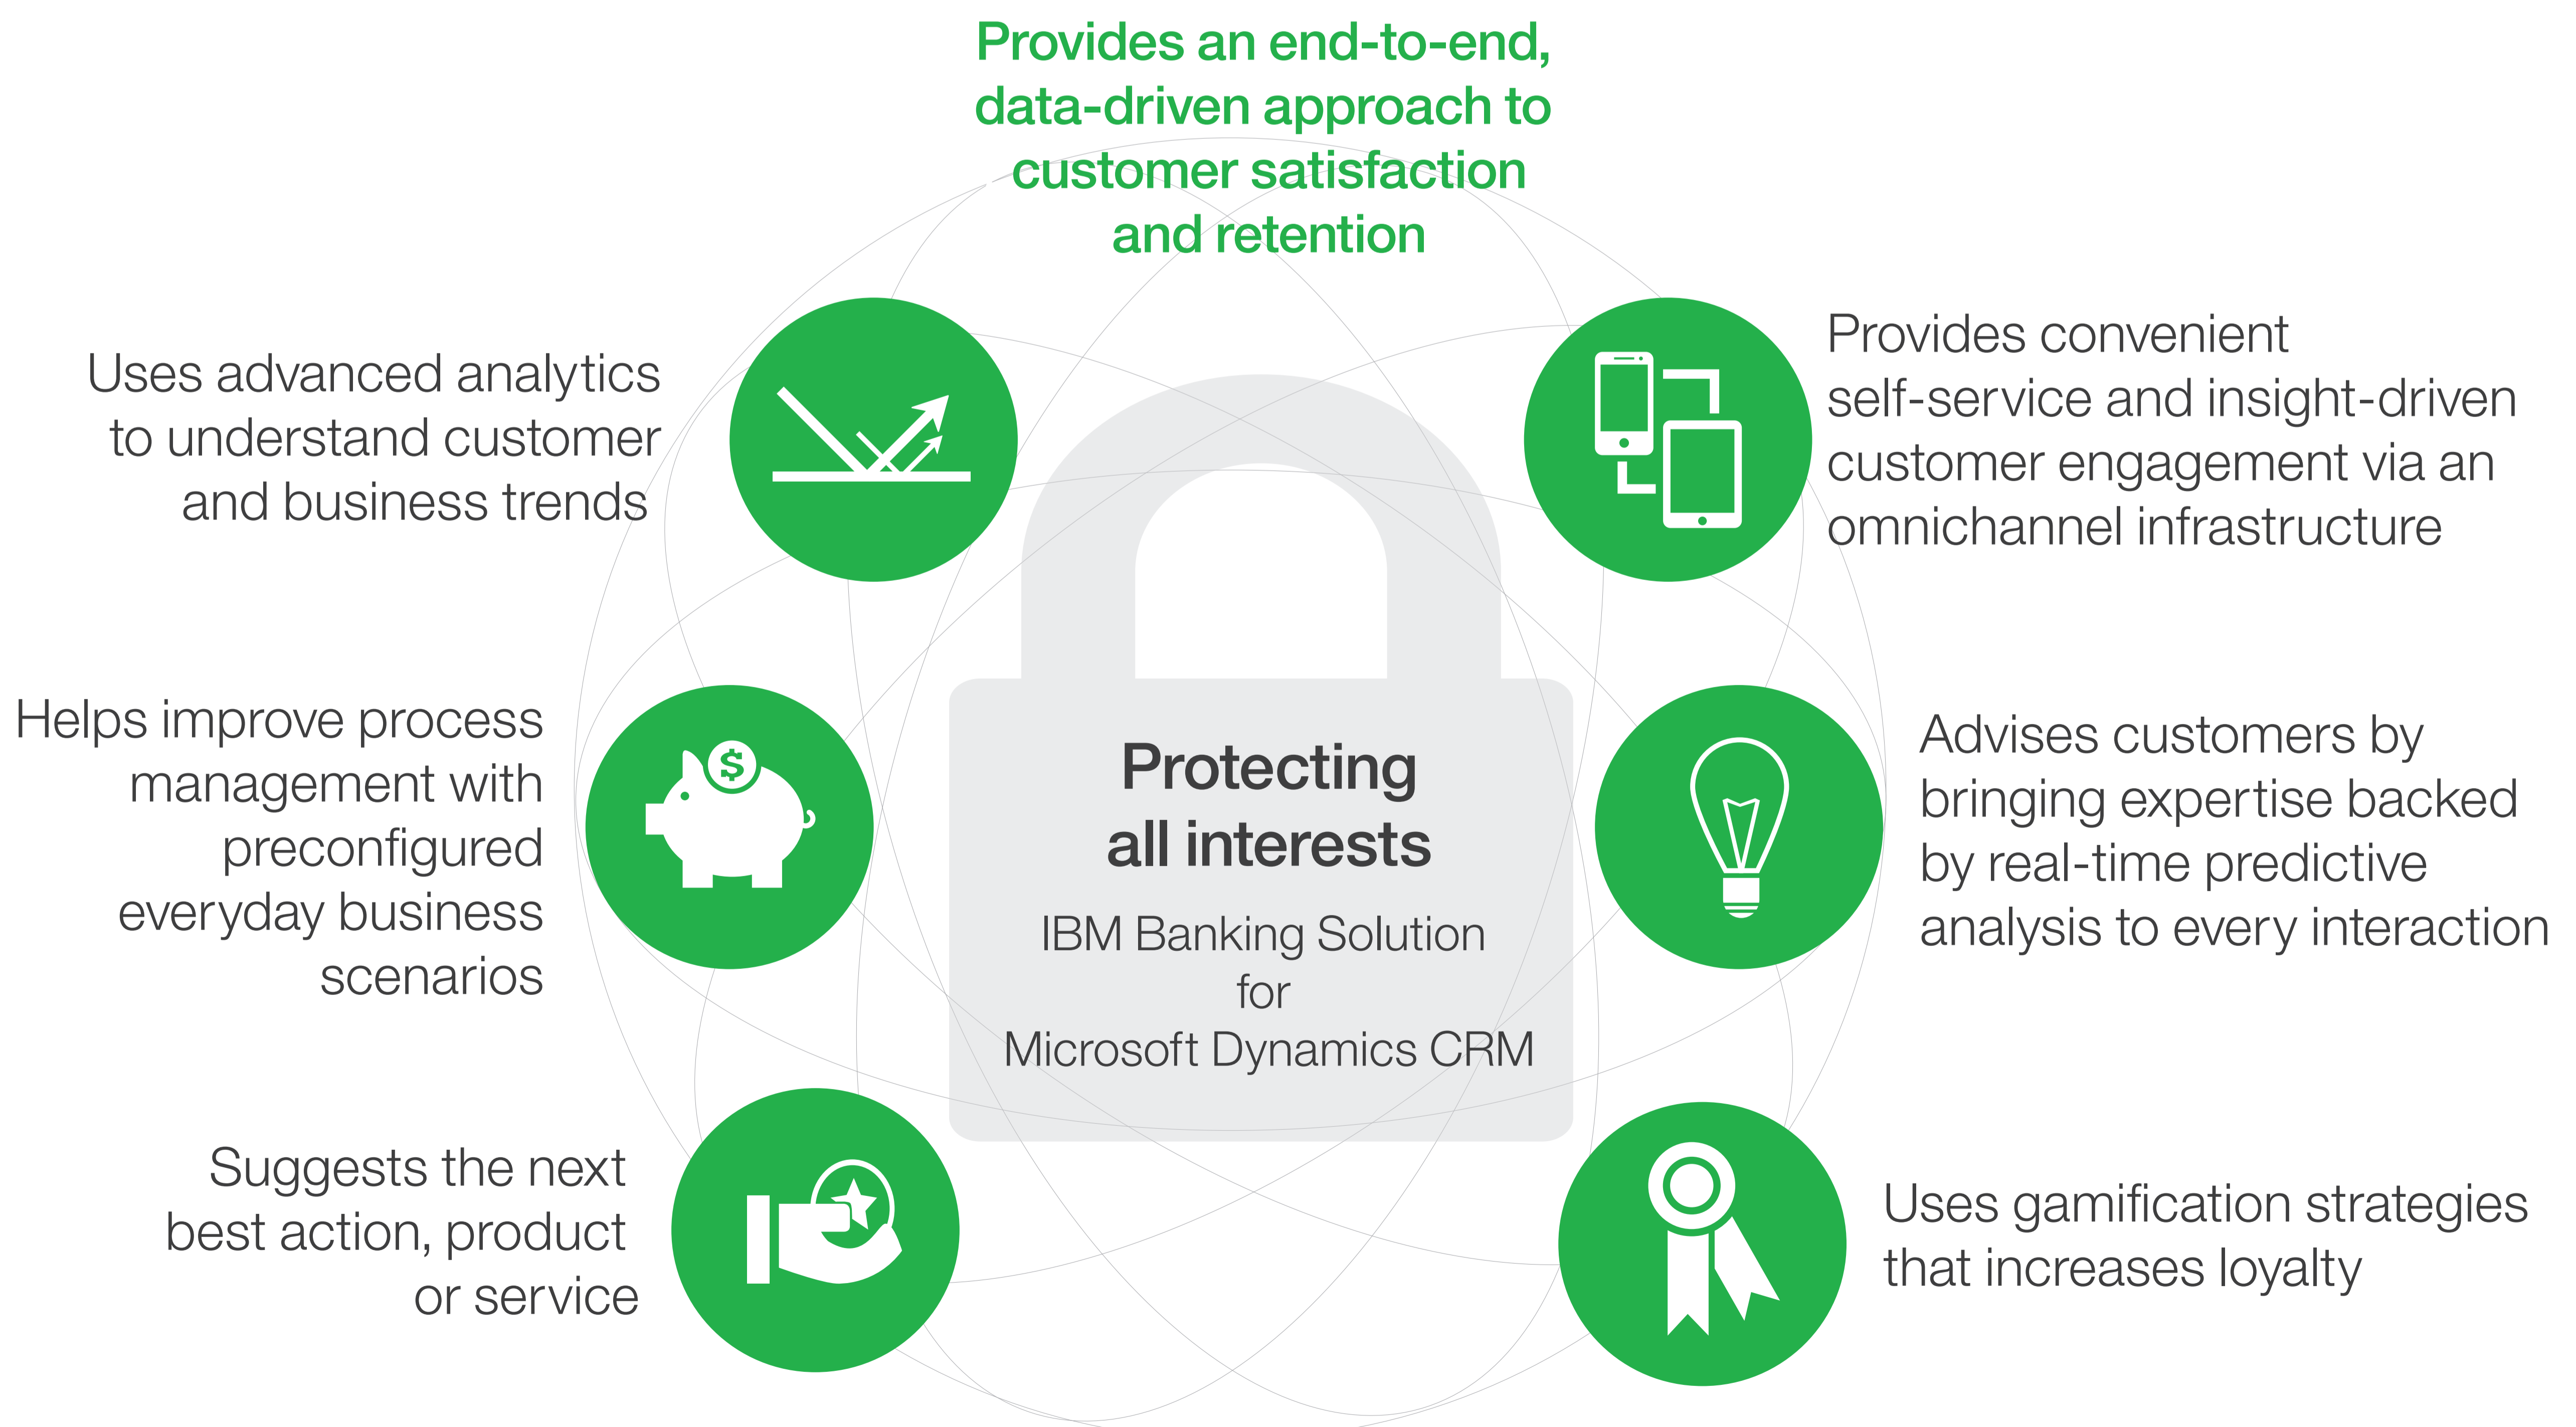 Provides an end-to-end,
data-driven approach to
customer satisfaction
and retention
Uses advanced analytics
to understand customer
and business trends
Provides convenient
self-service and insight-driven
customer engagement via an
omnichannel infrastructure
Helps improve process
management with
preconfigured
everyday business
scenarios
$
Protecting
all interests
IBM Banking Solution
for
Microsoft Dynamics CRM
Advises customers by
bringing expertise backed
by real-time predictive
analysis to every interaction
Suggests the next
best action, product
or service
Uses gamification strategies
that increases loyalty